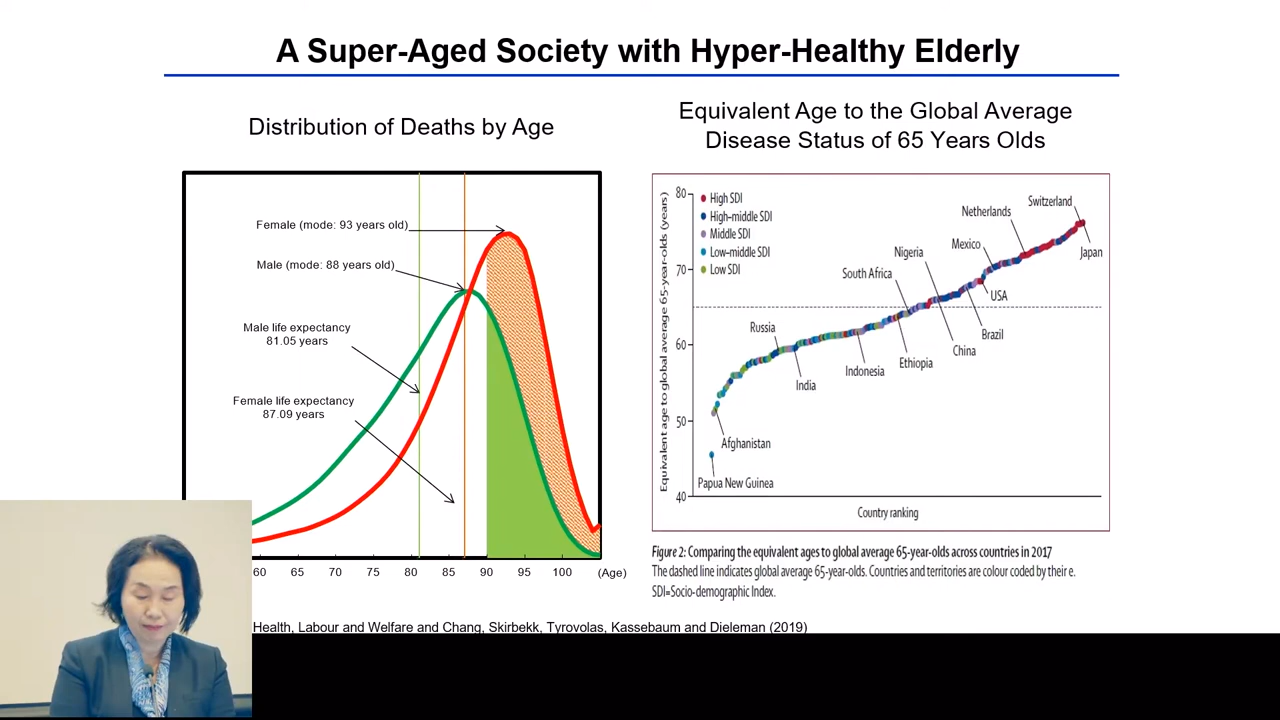 A Super-Aged Society with Hyper-Healthy Elderly
Distribution of Deaths by Age
Female (mode: 93 years old)
Male (mode: 88 years old)
Male life expectancy
81.05 years
Female life expectancy
87.09 years
60 65 70 75 80 85 90 95 100 (Age)
Equivalent Age to the Global Average
Disease Status of 65 Years Olds
Equivalent age to global average 65-year-olds (years)
80
70
60
50
40
High SDI
High-middle SDI
Middle SDI
Low-middle SDI
Low SDI
Switzerland
Netherlands
Japan
Mexico
Nigeria
South Africa
USA
Russia
Brazil
China
Ethiopia
Indonesia
India
Afghanistan
Papua New Guinea
Country ranking
Figure 2: Comparing the equivalent ages to global average 65-year-olds across countries in 2017
The dashed line indicates global average 65-year-olds. Countries and territories are colour coded by their e.
SDI=Socio-demographic Index.
Health, Labour and Welfare and Chang, Skirbekk, Tyrovolas, Kassebaum and Dieleman (2019)